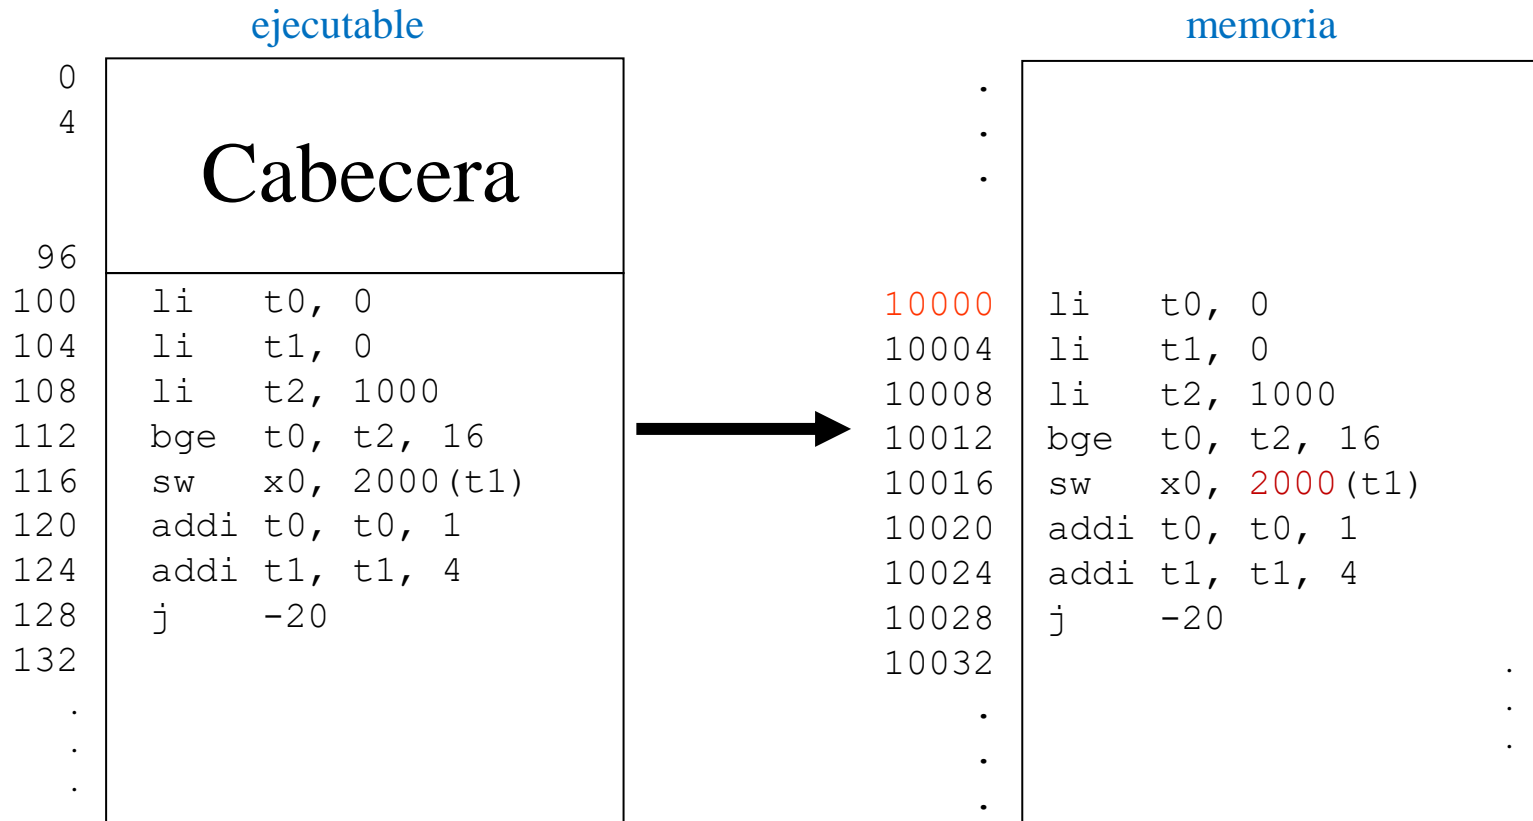 ejecutable
0
4
Cabecera
96
100 li t0, 0
104 li t1, 0
108 li t2, 1000
112 bge t0, t2, 16
116 sw x0, 2000(t1)
120 addi t0, t0, 1
124 addi t1, t1, 4
128 j -20
132
.
.
.
memoria
.
.
.
10000 li t0, 0
10004 li t1, 0
10008 li t2, 1000
10012 bge t0, t2, 16
10016 sw x0, 2000(t1)
10020 addi t0, t0, 1
10024 addi t1, t1, 4
10028 j -20
10032
.
.
.
.
.
.